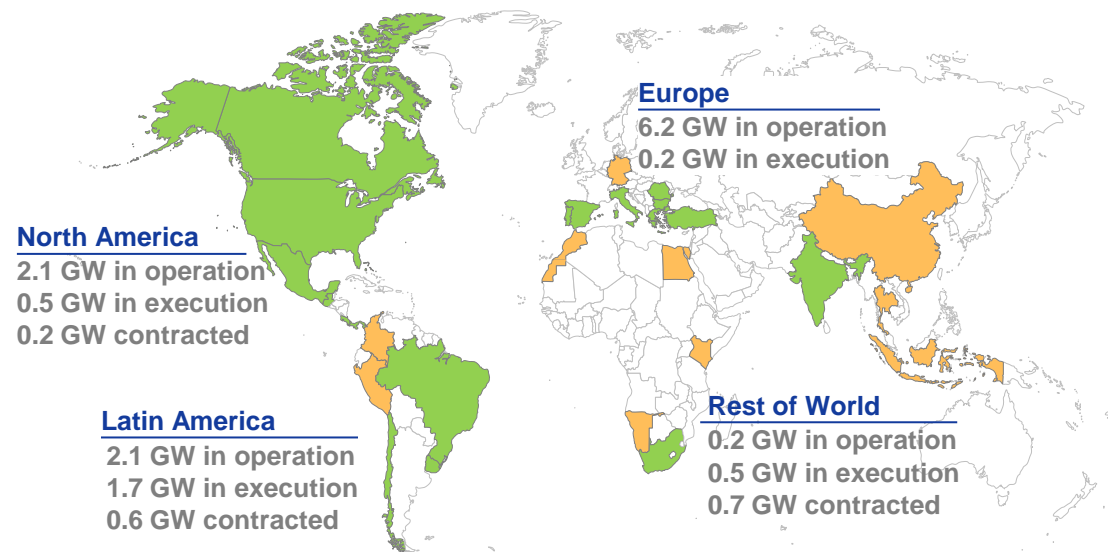 Europe
6.2 GW in operation
0.2 GW in execution
North America
2.1 GW in operation
0.5 GW in execution
0.2 GW contracted
Latin America
2.1 GW in operation
1.7 GW in execution
0.6 GW contracted
Rest of World
0.2 GW in operation
0.5 GW in execution
0.7 GW contracted